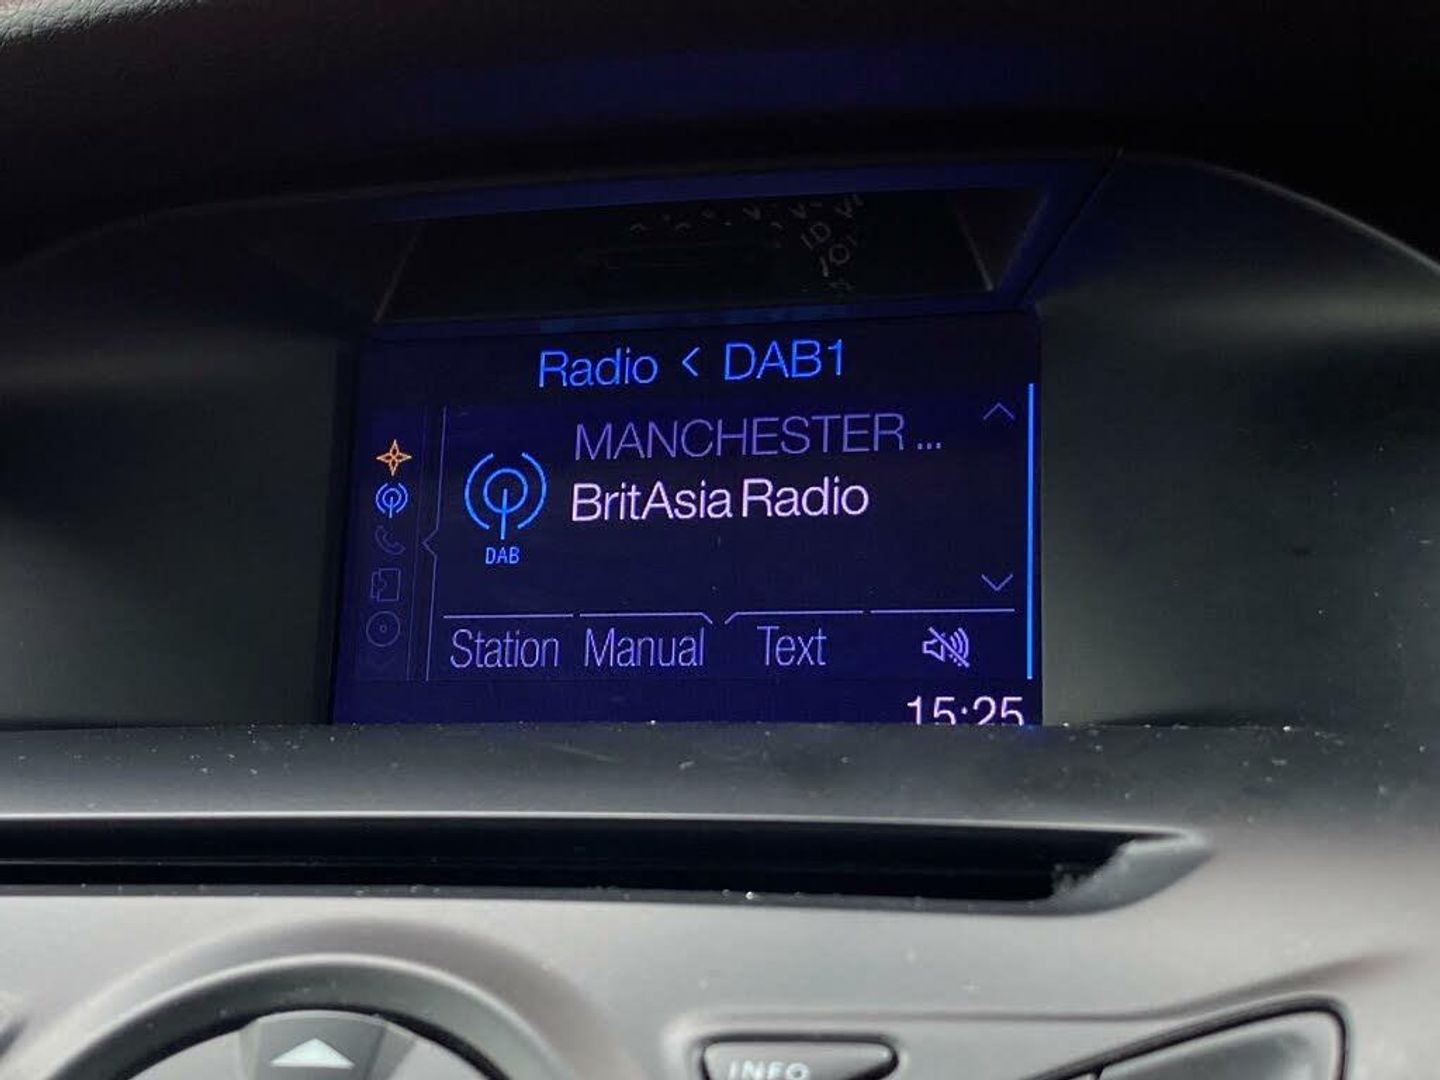 Radio < DAB1
MANCHESTER ...
BritAsia Radio
DAB
Station Manual Text
15:25
INFO